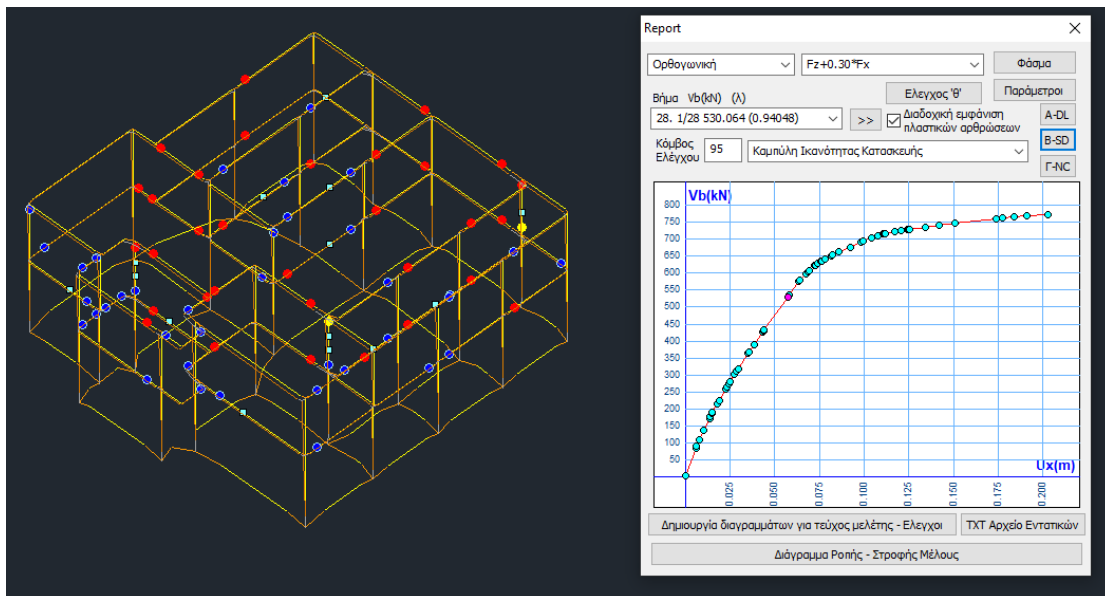 Report
Ορθογωνική
Fz+0.30*Fx
Φάσμα
Βήμα Vb(kN) (λ)
Ελεγχος 'θ'
Παράμετροι
28. 1/28 530.064 (0.94048)
>>
Διαδοχική εμφάνιση
πλαστικών αρθρώσεων
A-DL
B-SD
Γ-NC
Κόμβος
Ελέγχου
95
Καμπύλη Ικανότητας Κατασκευής
Vb(kN)
800
750
700
650
600
550
500
450
400
350
300
250
200
150
100
50
Ux(m)
0.025
0.050
0.075
0.100
0.125
0.150
0.175
0.200
Δημιουργία διαγραμμάτων για τεύχος μελέτης - Ελεγχοι
TXT Αρχείο Εντατικών
Διάγραμμα Ροπής - Στροφής Μέλους